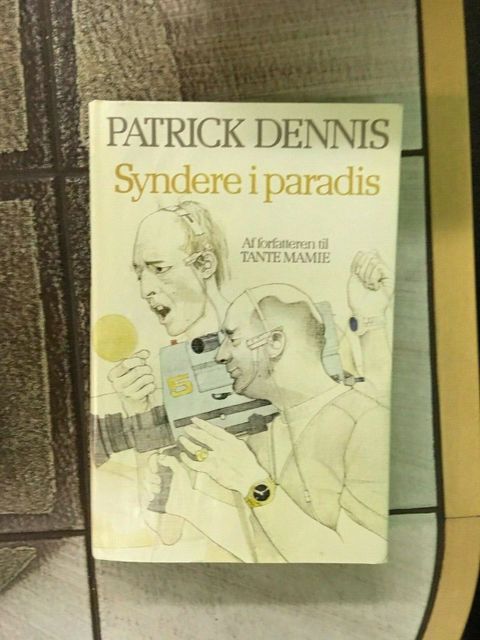 PATRICK DENNIS
Syndere i paradis
Af forfatteren til
TANTE MAMIE
5